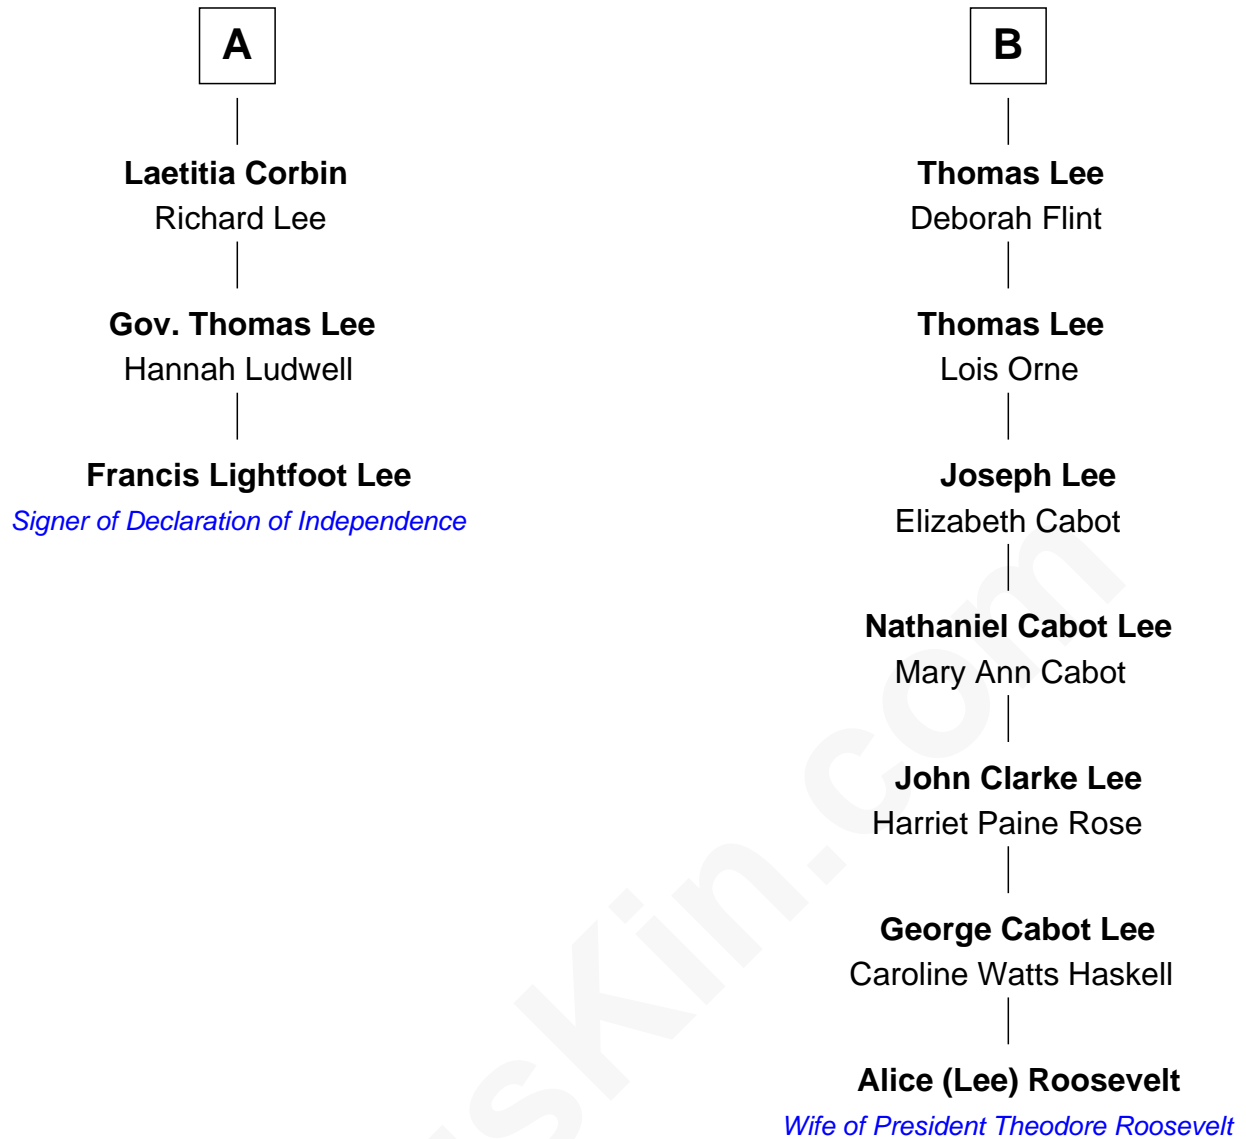 A
Laetitia Corbin
Richard Lee
Gov. Thomas Lee
Hannah Ludwell
Francis Lightfoot Lee
Signer of Declaration of Independence
B
Thomas Lee
Deborah Flint
Thomas Lee
Lois Orne
Joseph Lee
Elizabeth Cabot
Nathaniel Cabot Lee
Mary Ann Cabot
John Clarke Lee
Harriet Paine Rose
George Cabot Lee
Caroline Watts Haskell
Alice (Lee) Roosevelt
Wife of President Theodore Roosevelt
sKin.com